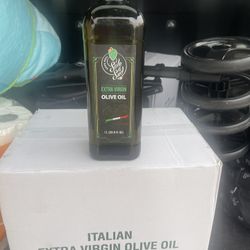 EXTRA VIRGIN
OLIVE OIL
ITALIAN
EXTRA VIRGIN OLIVE OIL